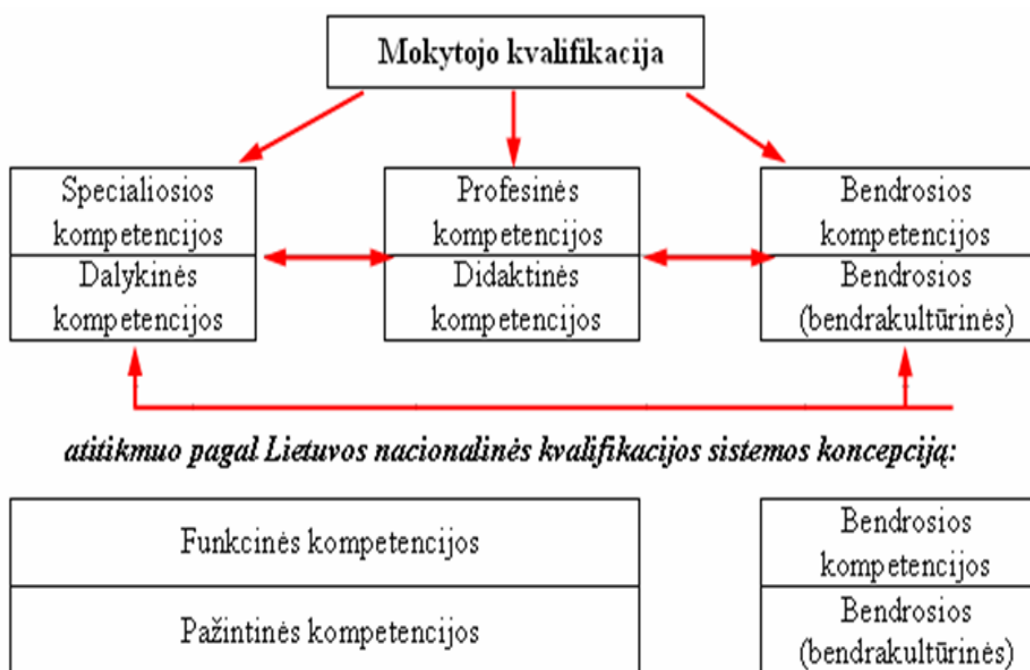 Mokytojo kvalifikacija
Specialiosios
kompetencijos
Dalykinės
kompetencijos
Profesinės
kompetencijos
Didaktinės
kompetencijos
Bendrosios
kompetencijos
Bendrosios
(bendrakultūrinės)
atitikmuo pagal Lietuvos nacionalinės kvalifikacijos sistemos koncepciją:
Funkcinės kompetencijos
Pažintinės kompetencijos
Bendrosios
kompetencijos
Bendrosios
(bendrakultūrinės)